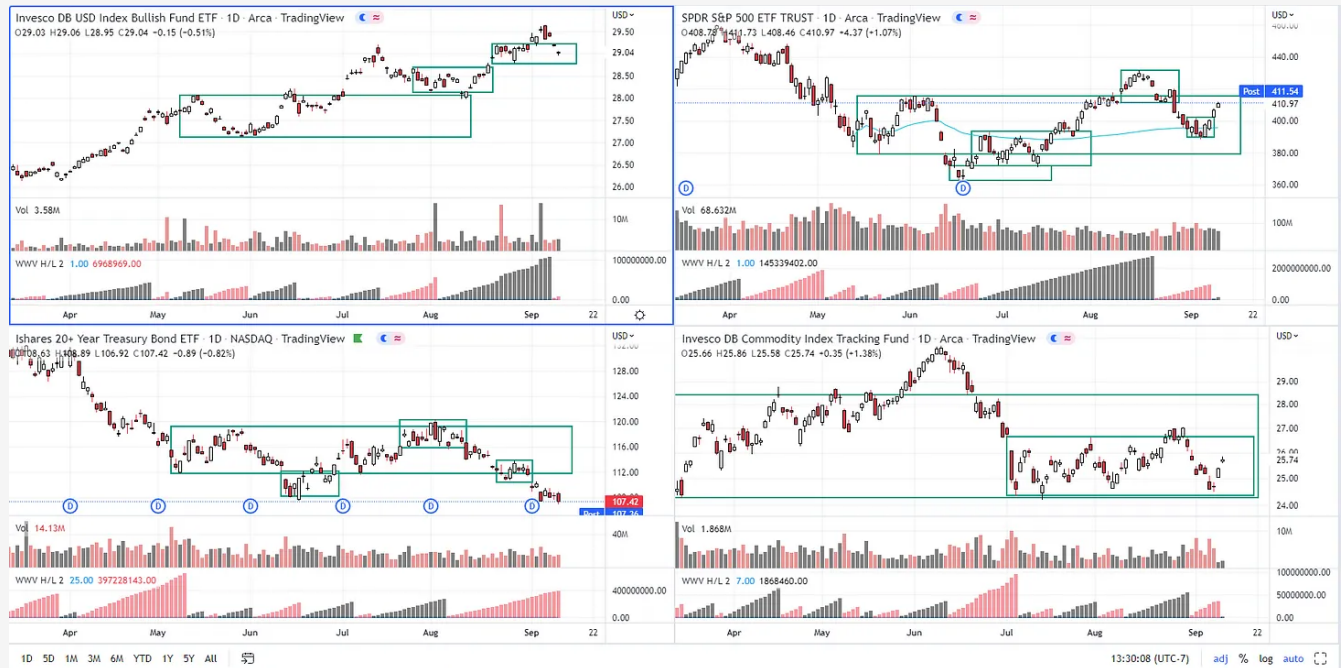 Invesco DB USD Index Bullish Fund ETF · 1D · Arca · TradingView
USD
O29.03 H29.06 L28.95 C29.04 −0.15 (−0.51%)
29.50
29.04
28.50
28.00
27.50
27.00
26.50
26.00
Vol 3.58M
10M
WWV H/L 2 1.00 6968969.00
100000000.00
0.00
Apr May Jun Jul Aug Sep 22
SPDR S&P 500 ETF TRUST · 1D · Arca · TradingView
USD
O408.78 H411.73 L408.46 C410.97 +4.37 (+1.07%)
460.00
440.00
Post 411.54
410.97
400.00
380.00
360.00
D D
Vol 68.632M
100M
WWV H/L 2 1.00 145339402.00
2000000000.00
0.00
Apr May Jun Jul Aug Sep 22
Ishares 20+ Year Treasury Bond ETF · 1D · NASDAQ · TradingView
USD
O108.63 H108.89 L106.92 C107.42 −0.89 (−0.82%)
132.00
128.00
124.00
120.00
116.00
112.00
107.42
Post 107.26
D D D D D D
Vol 14.13M
40M
WWV H/L 2 25.00 397228143.00
400000000.00
0.00
Apr May Jun Jul Aug Sep 22
Invesco DB Commodity Index Tracking Fund · 1D · Arca · TradingView
USD
O25.66 H25.86 L25.58 C25.74 +0.35 (+1.38%)
29.00
28.00
27.00
26.00
25.74
25.00
24.00
Vol 1.868M
10M
WWV H/L 2 7.00 1868460.00
100000000.00
50000000.00
0.00
Apr May Jun Jul Aug Sep 22
1D 5D 1M 3M 6M YTD 1Y 5Y All
13:30:08 (UTC-7) adj % log auto